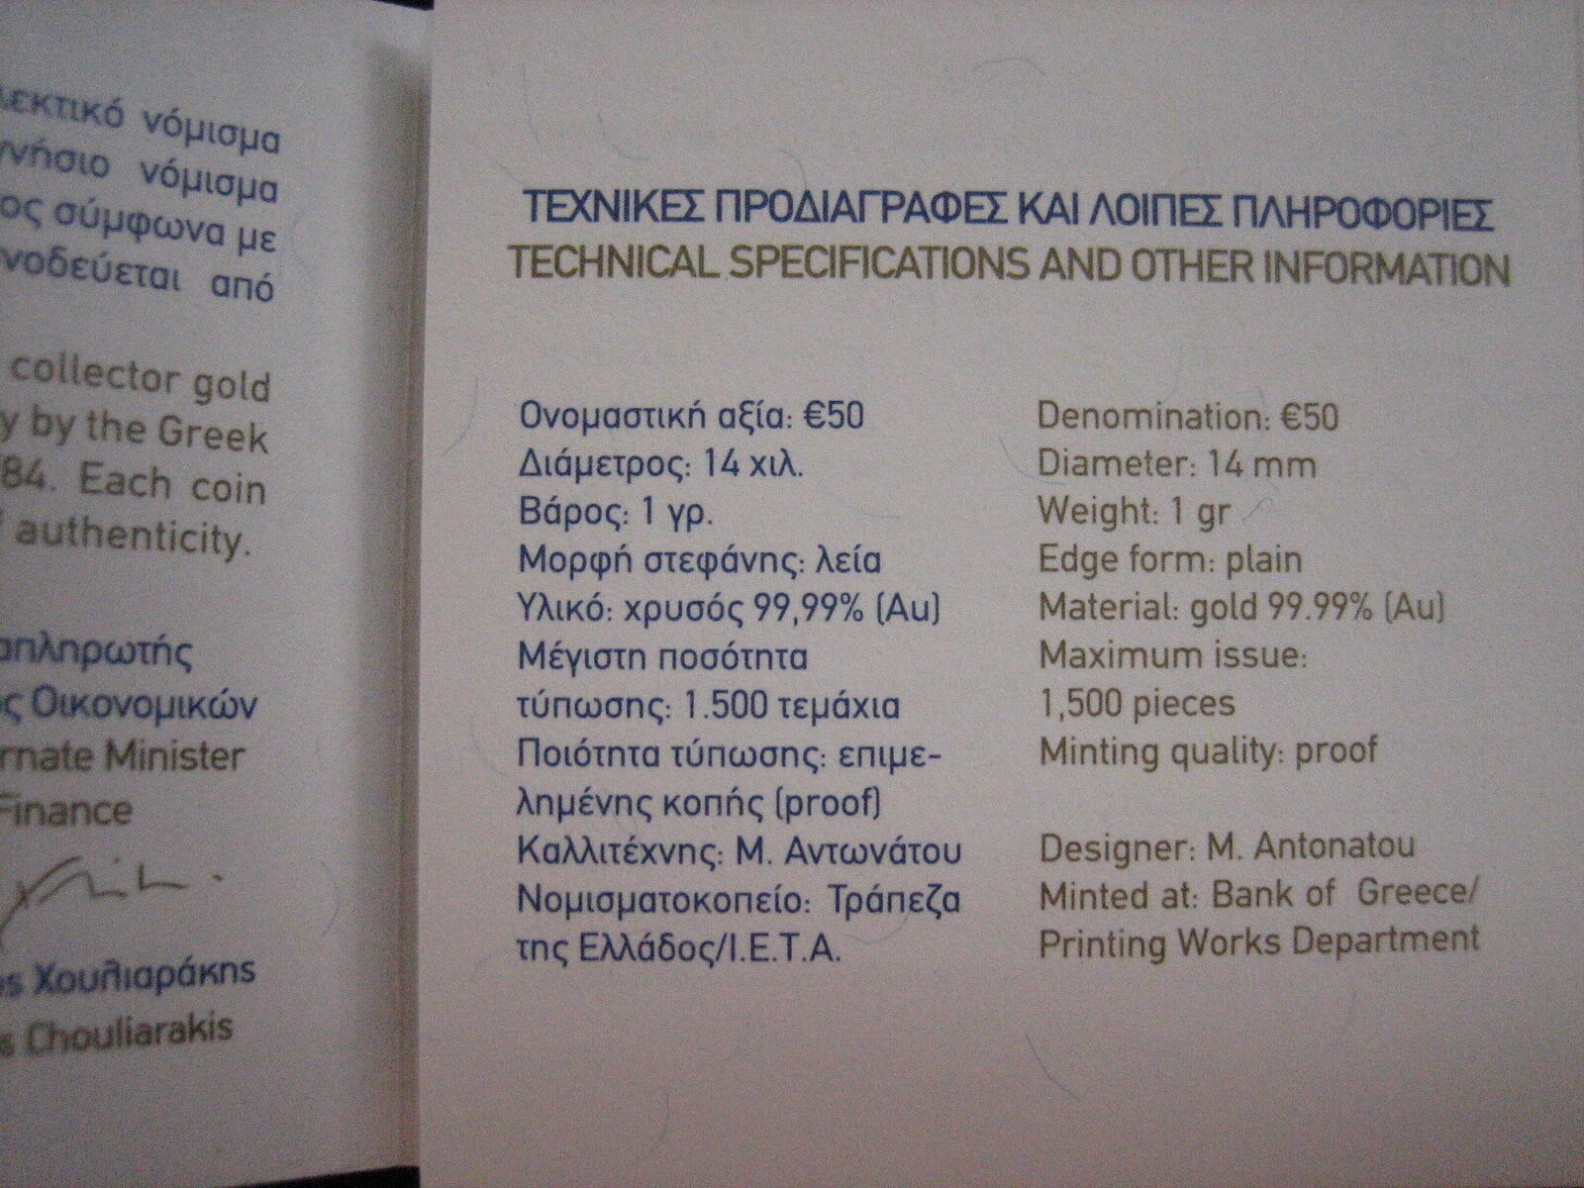 νόμισμα
νόμισμα
σύμφωνα με
από
collector gold
by the Greek
84. Each coin
authenticity.
Οικονομικών
Minister
Finance
Χουλιαράκης
Chouliarakis
ΤΕΧΝΙΚΕΣ ΠΡΟΔΙΑΓΡΑΦΕΣ ΚΑΙ ΛΟΙΠΕΣ ΠΛΗΡΟΦΟΡΙΕΣ
TECHNICAL SPECIFICATIONS AND OTHER INFORMATION
Ονομαστική αξία: €50
Διάμετρος: 14 χιλ.
Βάρος: 1 γρ.
Μορφή στεφάνης: λεία
Υλικό: χρυσός 99,99% (Au)
Μέγιστη ποσότητα
τύπωσης: 1.500 τεμάχια
Ποιότητα τύπωσης: επιμε-
λημένης κοπής (proof)
Καλλιτέχνης: Μ. Αντωνάτου
Νομισματοκοπείο: Τράπεζα
της Ελλάδος/Ι.Ε.Τ.Α.
Denomination: €50
Diameter: 14 mm
Weight: 1 gr
Edge form: plain
Material: gold 99.99% (Au)
Maximum issue:
1,500 pieces
Minting quality: proof
Designer: M. Antonatou
Minted at: Bank of Greece/
Printing Works Department